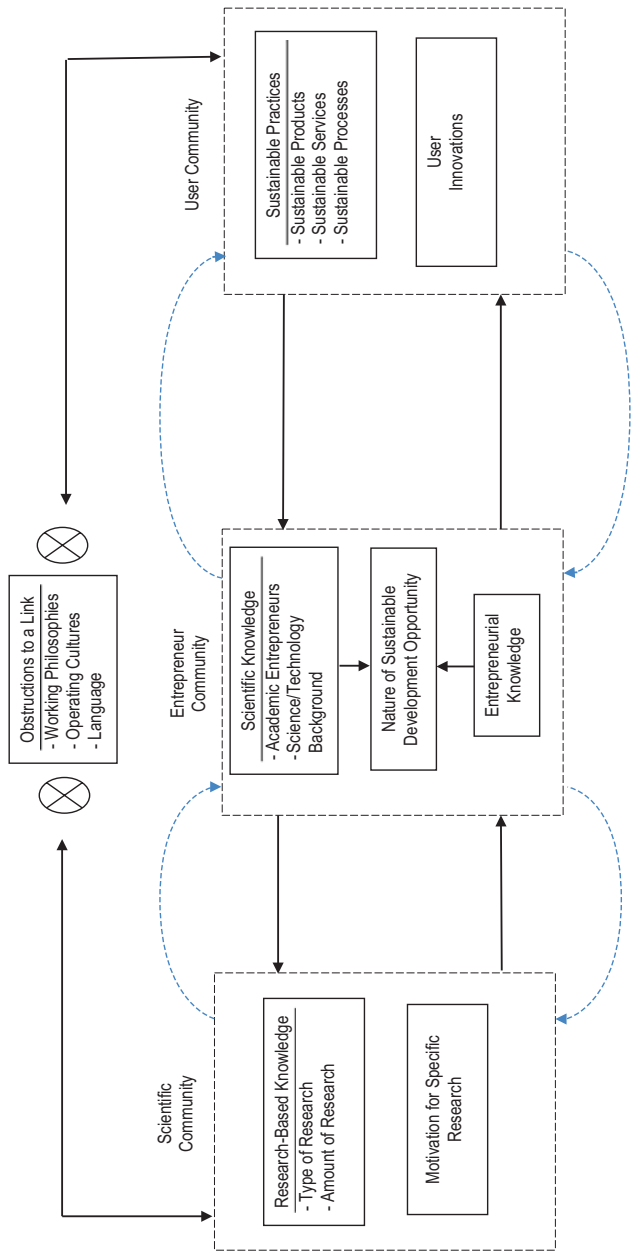 Obstructions to a Link
- Working Philosophies
- Operating Cultures
- Language
Scientific
Community
Research-Based Knowledge
- Type of Research
- Amount of Research
Motivation for Specific
Research
Entrepreneur
Community
Scientific Knowledge
- Academic Entrepreneurs
- Science/Technology
Background
Nature of Sustainable
Development Opportunity
Entrepreneurial
Knowledge
User Community
Sustainable Practices
- Sustainable Products
- Sustainable Services
- Sustainable Processes
User
Innovations